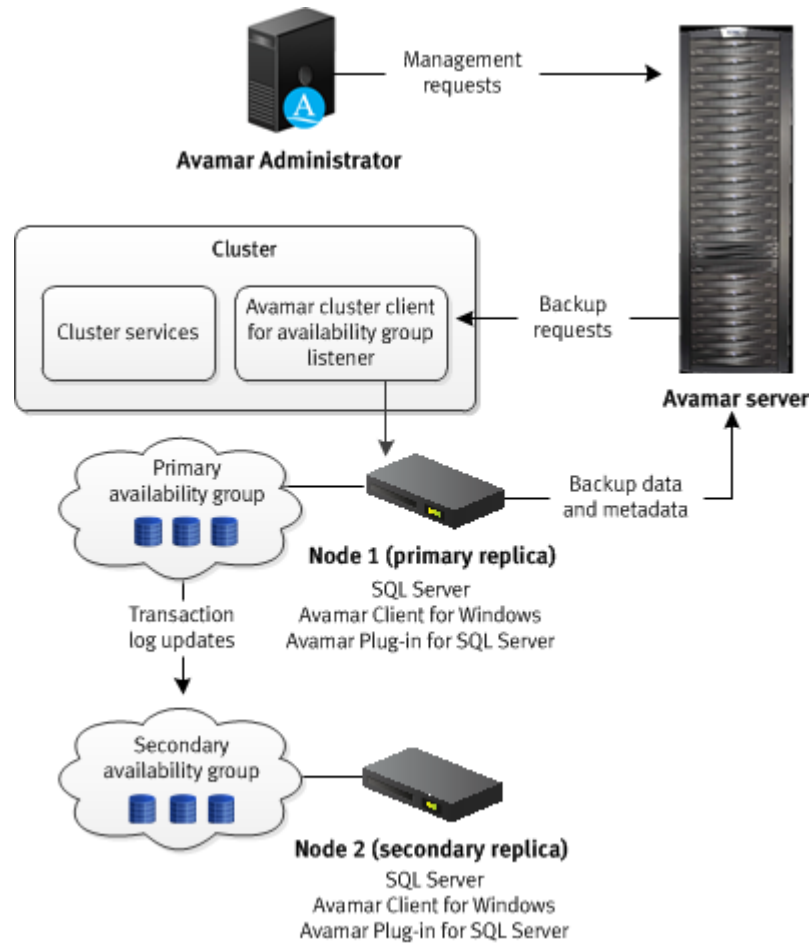 Management
requests
A
Avamar Administrator
Cluster
Cluster services
Avamar cluster client
for availability group
listener
Backup
requests
Avamar server
Primary
availability group
Backup data
and metadata
Node 1 (primary replica)
SQL Server
Avamar Client for Windows
Avamar Plug-in for SQL Server
Transaction
log updates
Secondary
availability group
Node 2 (secondary replica)
SQL Server
Avamar Client for Windows
Avamar Plug-in for SQL Server